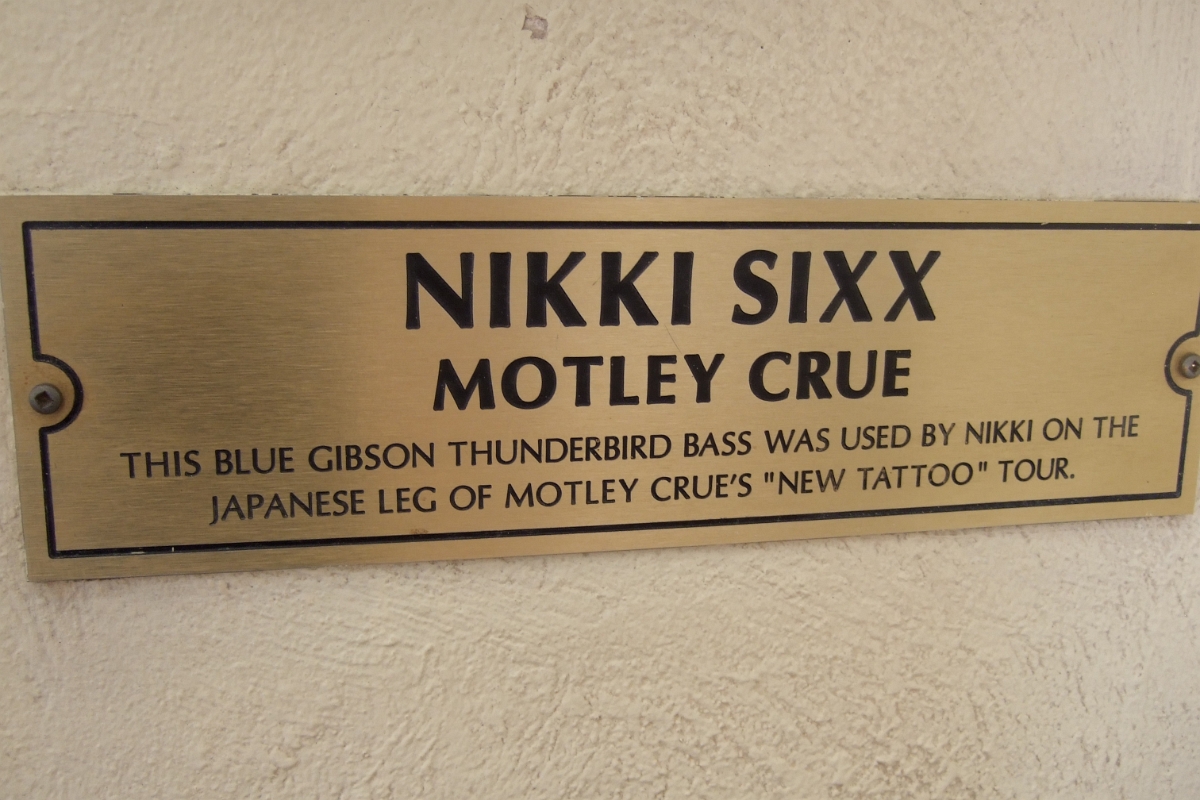 NIKKI SIXX
MOTLEY CRUE
THIS BLUE GIBSON THUNDERBIRD BASS WAS USED BY NIKKI ON THE
JAPANESE LEG OF MOTLEY CRUE'S "NEW TATTOO" TOUR.